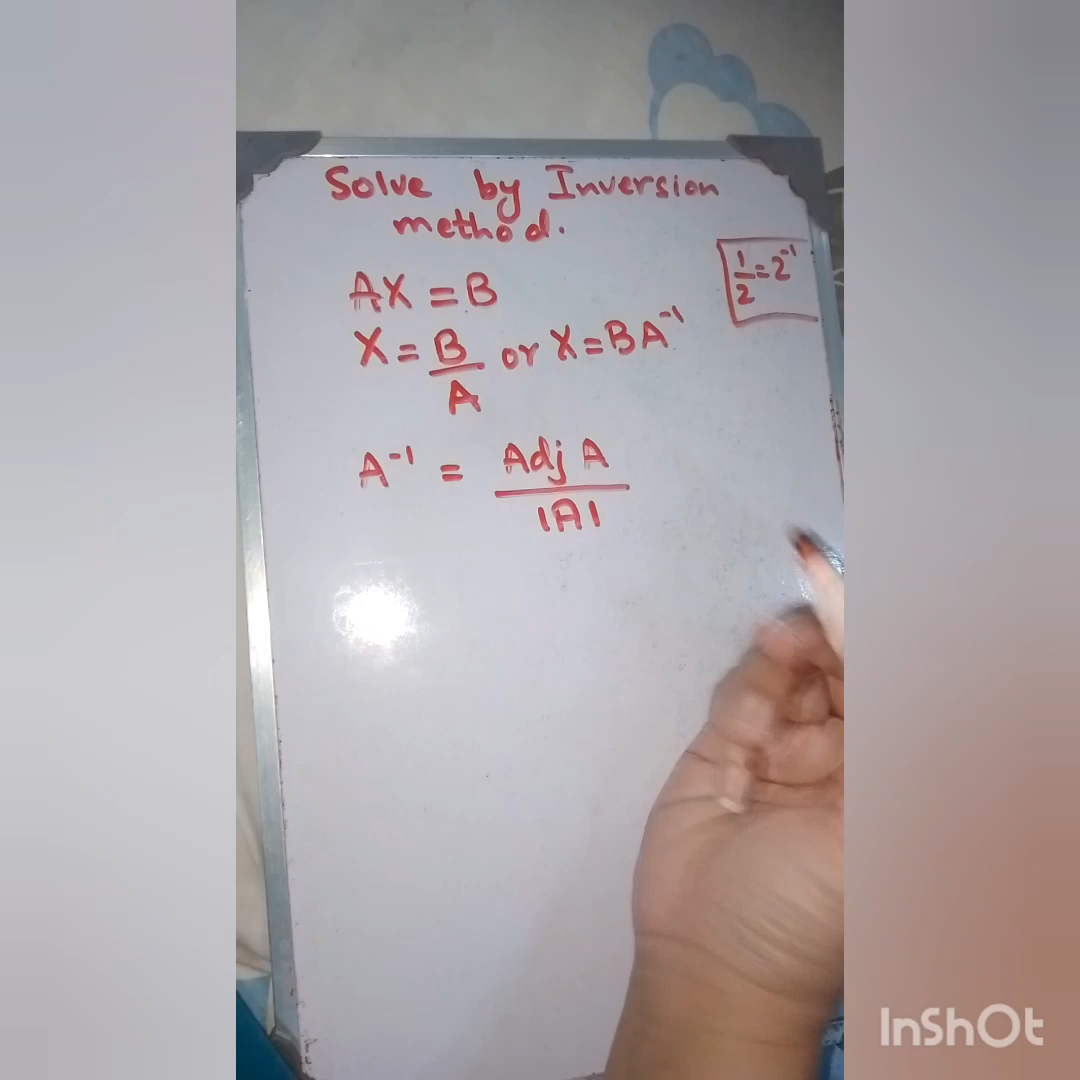 Solve by Inversion
method.
1/2 = 2⁻¹
AX = B
X = B/A or X = BA⁻¹
A⁻¹ = Adj A / |A|
InShOt